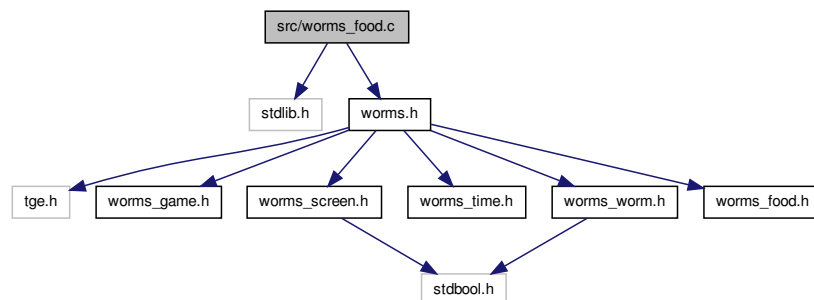 src/worms_food.c
stdlib.h
worms.h
tge.h
worms_game.h
worms_screen.h
worms_time.h
worms_worm.h
worms_food.h
stdbool.h